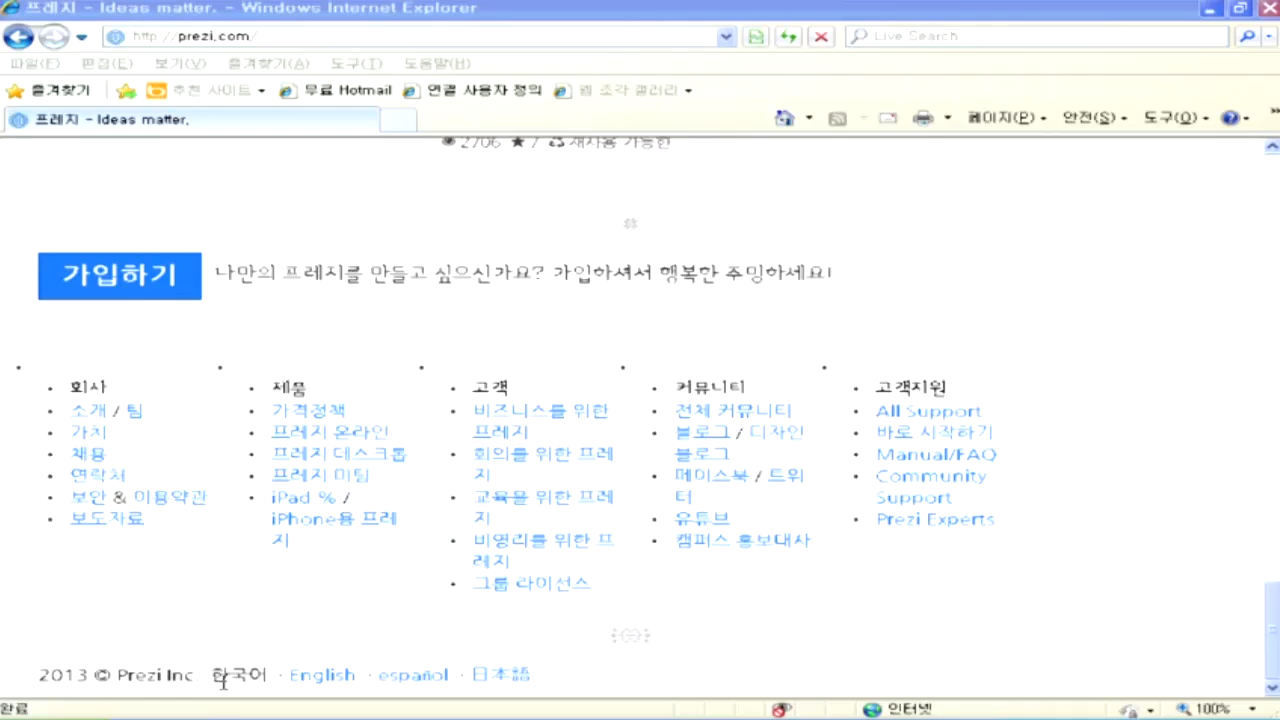 프레지 - Ideas matter. - Windows Internet Explorer
http://prezi.com/
Live Search
파일(F) 편집(E) 보기(V) 즐겨찾기(A) 도구(T) 도움말(H)
즐겨찾기 추천 사이트 무료 Hotmail 연결 사용자 정의 웹 조각 갤러리
프레지 - Ideas matter.
페이지(P) 안전(S) 도구(O)
2706 ★ 7 재사용 가능한
가입하기
나만의 프레지를 만들고 싶으신가요? 가입하셔서 행복한 주밍하세요!
회사
소개 / 팀
가치
채용
연락처
보안 & 이용약관
보도자료
제품
가격정책
프레지 온라인
프레지 데스크톱
프레지 미팅
iPad % /
iPhone용 프레
지
고객
비즈니스를 위한
프레지
회의를 위한 프레
지
교육을 위한 프레
지
비영리를 위한 프
레지
그룹 라이선스
커뮤니티
전체 커뮤니티
블로그 / 디자인
블로그
페이스북 / 트위
터
유튜브
캠퍼스 홍보대사
고객지원
All Support
바로 시작하기
Manual/FAQ
Community
Support
Prezi Experts
2013 © Prezi Inc. 한국어 · English · español · 日本語
완료
인터넷
100%